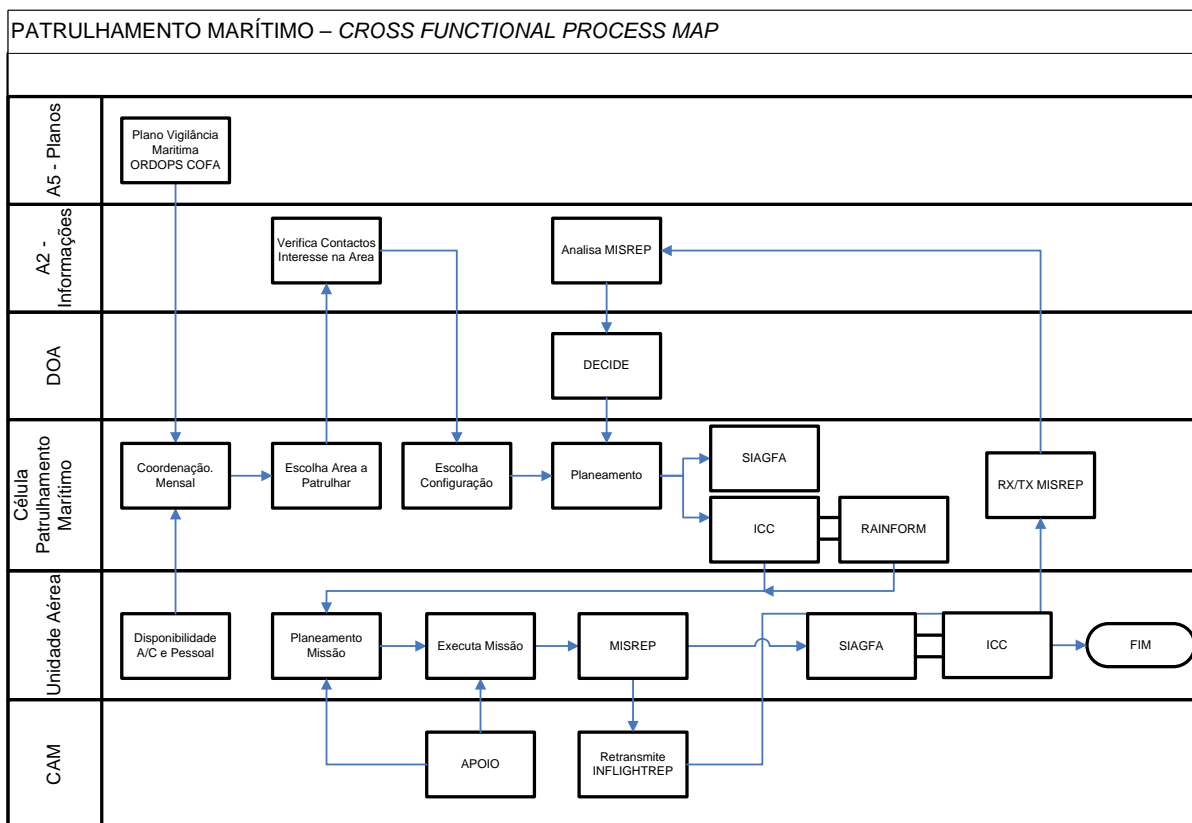 PATRULHAMENTO MARÍTIMO – CROSS FUNCTIONAL PROCESS MAP
A5 - Planos
Plano Vigilância
Maritima
ORDOPS COFA
A2 -
Informações
Verifica Contactos
Interesse na Area
Analisa MISREP
DOA
DECIDE
Célula
Patrulhamento
Marítimo
Coordenação.
Mensal
Escolha Area a
Patrulhar
Escolha
Configuração
Planeamento
SIAGFA
ICC
RAINFORM
RX/TX MISREP
Unidade Aérea
Disponibilidade
A/C e Pessoal
Planeamento
Missão
Executa Missão
MISREP
SIAGFA
ICC
FIM
CAM
APOIO
Retransmite
INFLIGHTREP